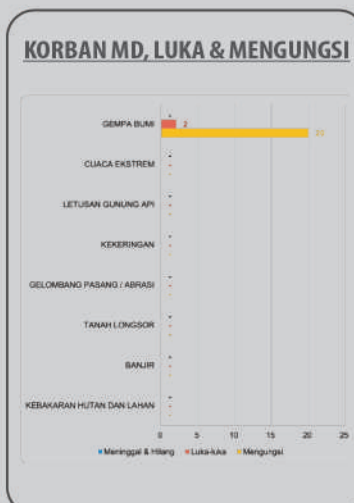 KORBAN MD, LUKA & MENGUNGSI
GEMPA BUMI
2
20
CUACA EKSTREM
LETUSAN GUNUNG API
KEKERINGAN
GELOMBANG PASANG / ABRASI
TANAH LONGSOR
BANJIR
KEBAKARAN HUTAN DAN LAHAN
0 5 10 15 20 25
Meninggal & Hilang Luka-luka Mengungsi